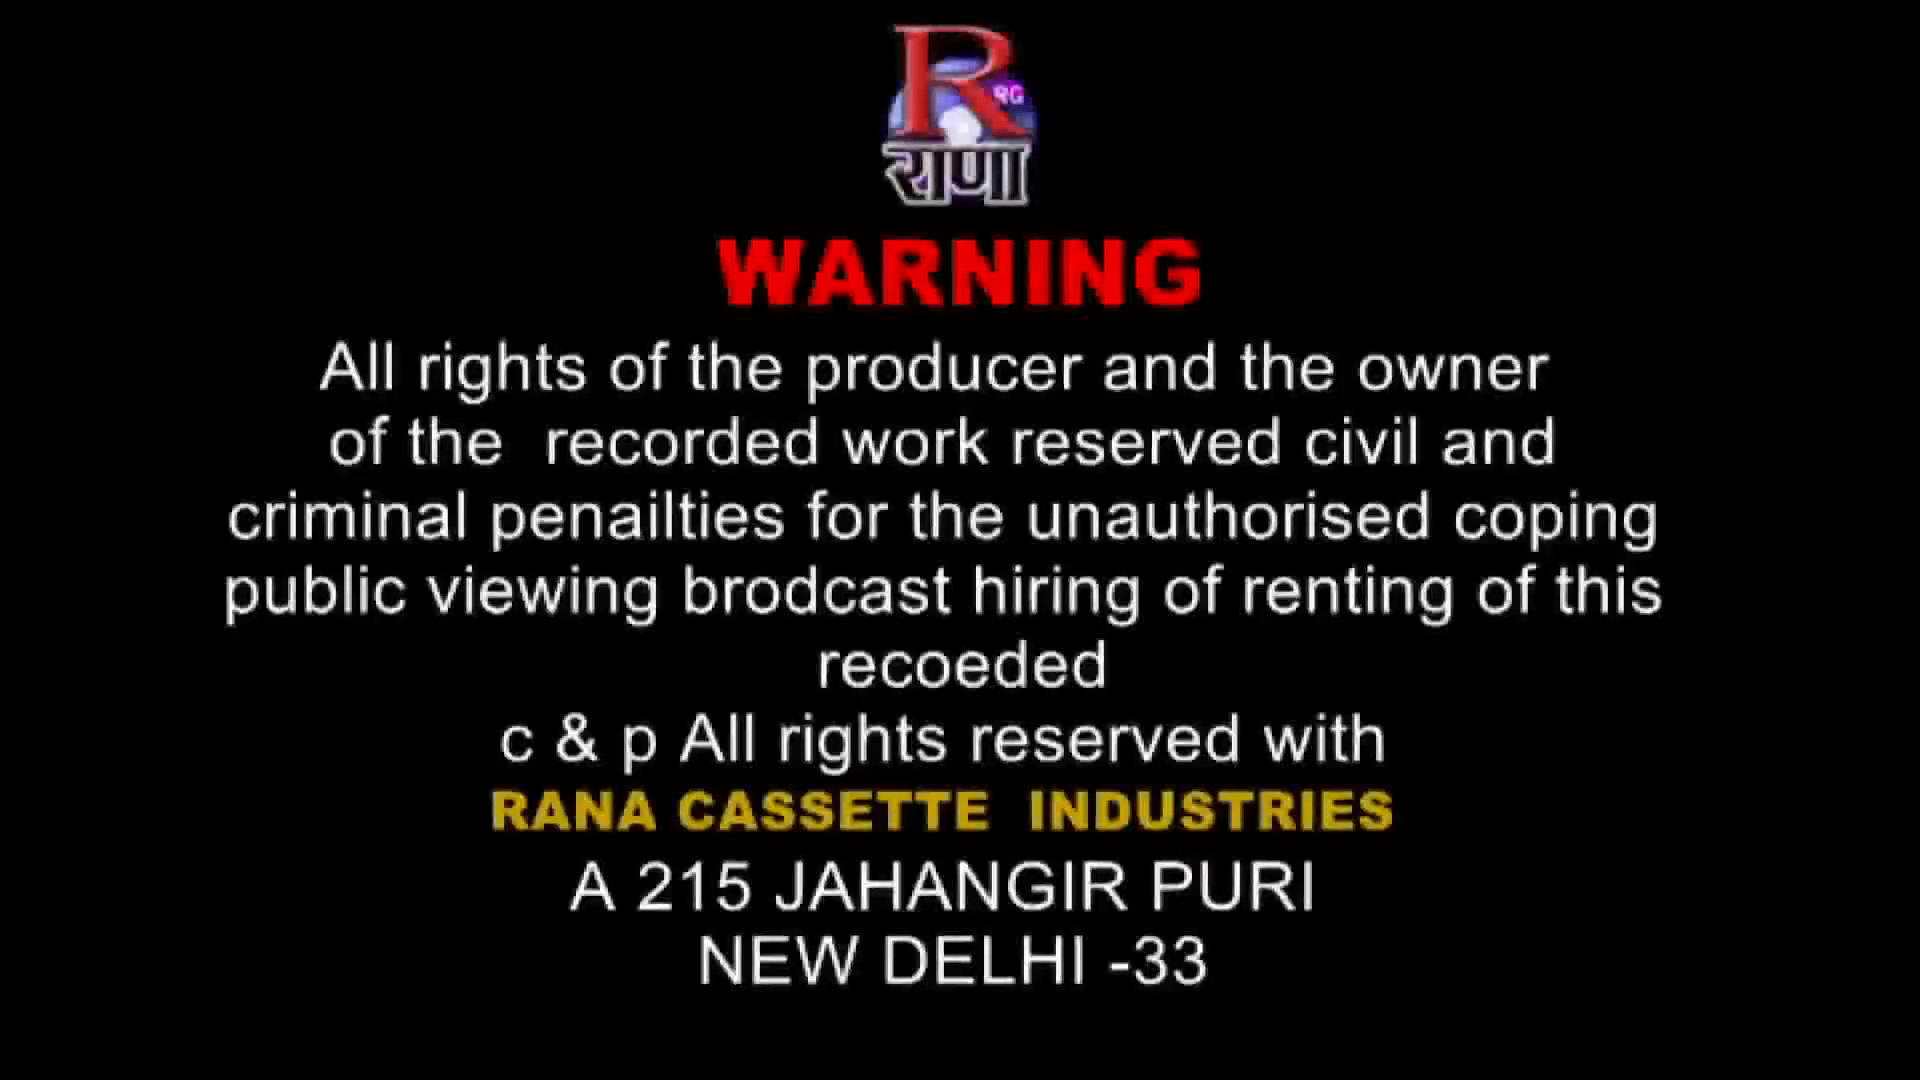 R
RG
राणा
WARNING
All rights of the producer and the owner
of the recorded work reserved civil and
criminal penailties for the unauthorised coping
public viewing brodcast hiring of renting of this
recoeded
c & p All rights reserved with
RANA CASSETTE INDUSTRIES
A 215 JAHANGIR PURI
NEW DELHI -33